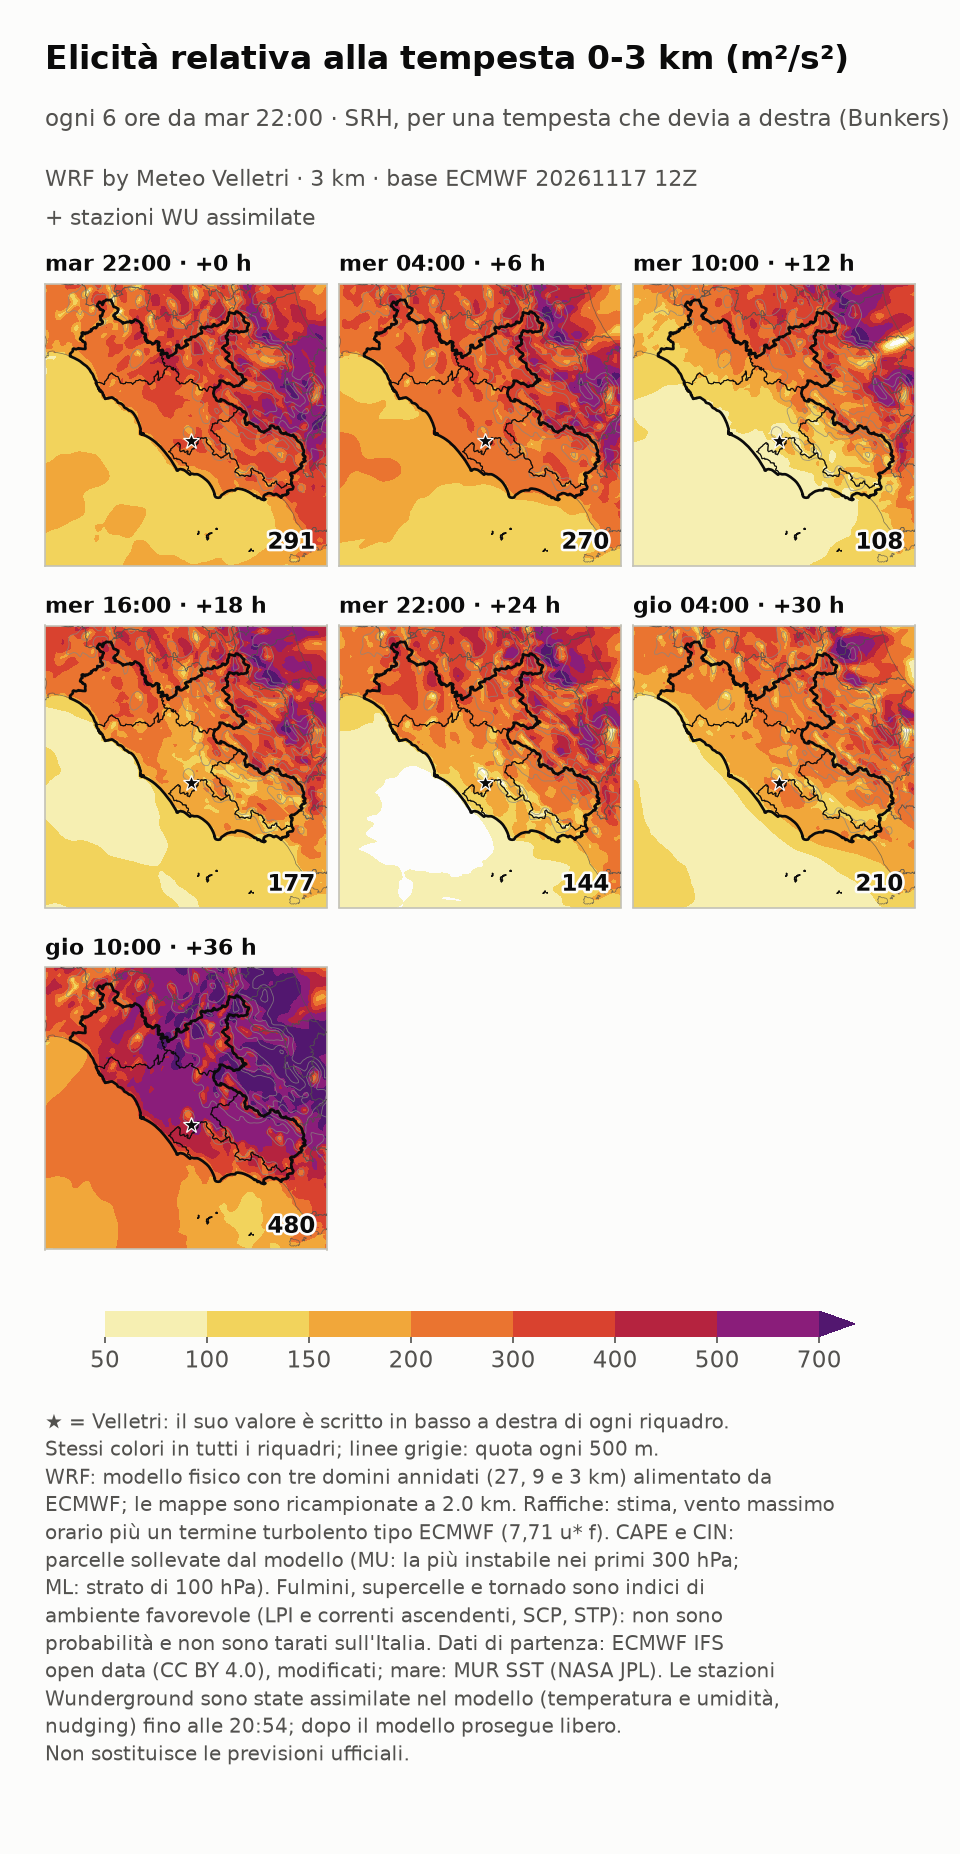 Elicità relativa alla tempesta 0-3 km (m²/s²)
ogni 6 ore da mar 22:00 · SRH, per una tempesta che devia a destra (Bunkers)
WRF by Meteo Velletri · 3 km · base ECMWF 20261117 12Z
+ stazioni WU assimilate
mar 22:00 · +0 h
mer 04:00 · +6 h
mer 10:00 · +12 h
291
270
108
mer 16:00 · +18 h
mer 22:00 · +24 h
gio 04:00 · +30 h
177
144
210
gio 10:00 · +36 h
480
50 100 150 200 300 400 500 700
★ = Velletri: il suo valore è scritto in basso a destra di ogni riquadro.
Stessi colori in tutti i riquadri; linee grigie: quota ogni 500 m.
WRF: modello fisico con tre domini annidati (27, 9 e 3 km) alimentato da
ECMWF; le mappe sono ricampionate a 2.0 km. Raffiche: stima, vento massimo
orario più un termine turbolento tipo ECMWF (7,71 u* f). CAPE e CIN:
parcelle sollevate dal modello (MU: la più instabile nei primi 300 hPa;
ML: strato di 100 hPa). Fulmini, supercelle e tornado sono indici di
ambiente favorevole (LPI e correnti ascendenti, SCP, STP): non sono
probabilità e non sono tarati sull'Italia. Dati di partenza: ECMWF IFS
open data (CC BY 4.0), modificati; mare: MUR SST (NASA JPL). Le stazioni
Wunderground sono state assimilate nel modello (temperatura e umidità,
nudging) fino alle 20:54; dopo il modello prosegue libero.
Non sostituisce le previsioni ufficiali.